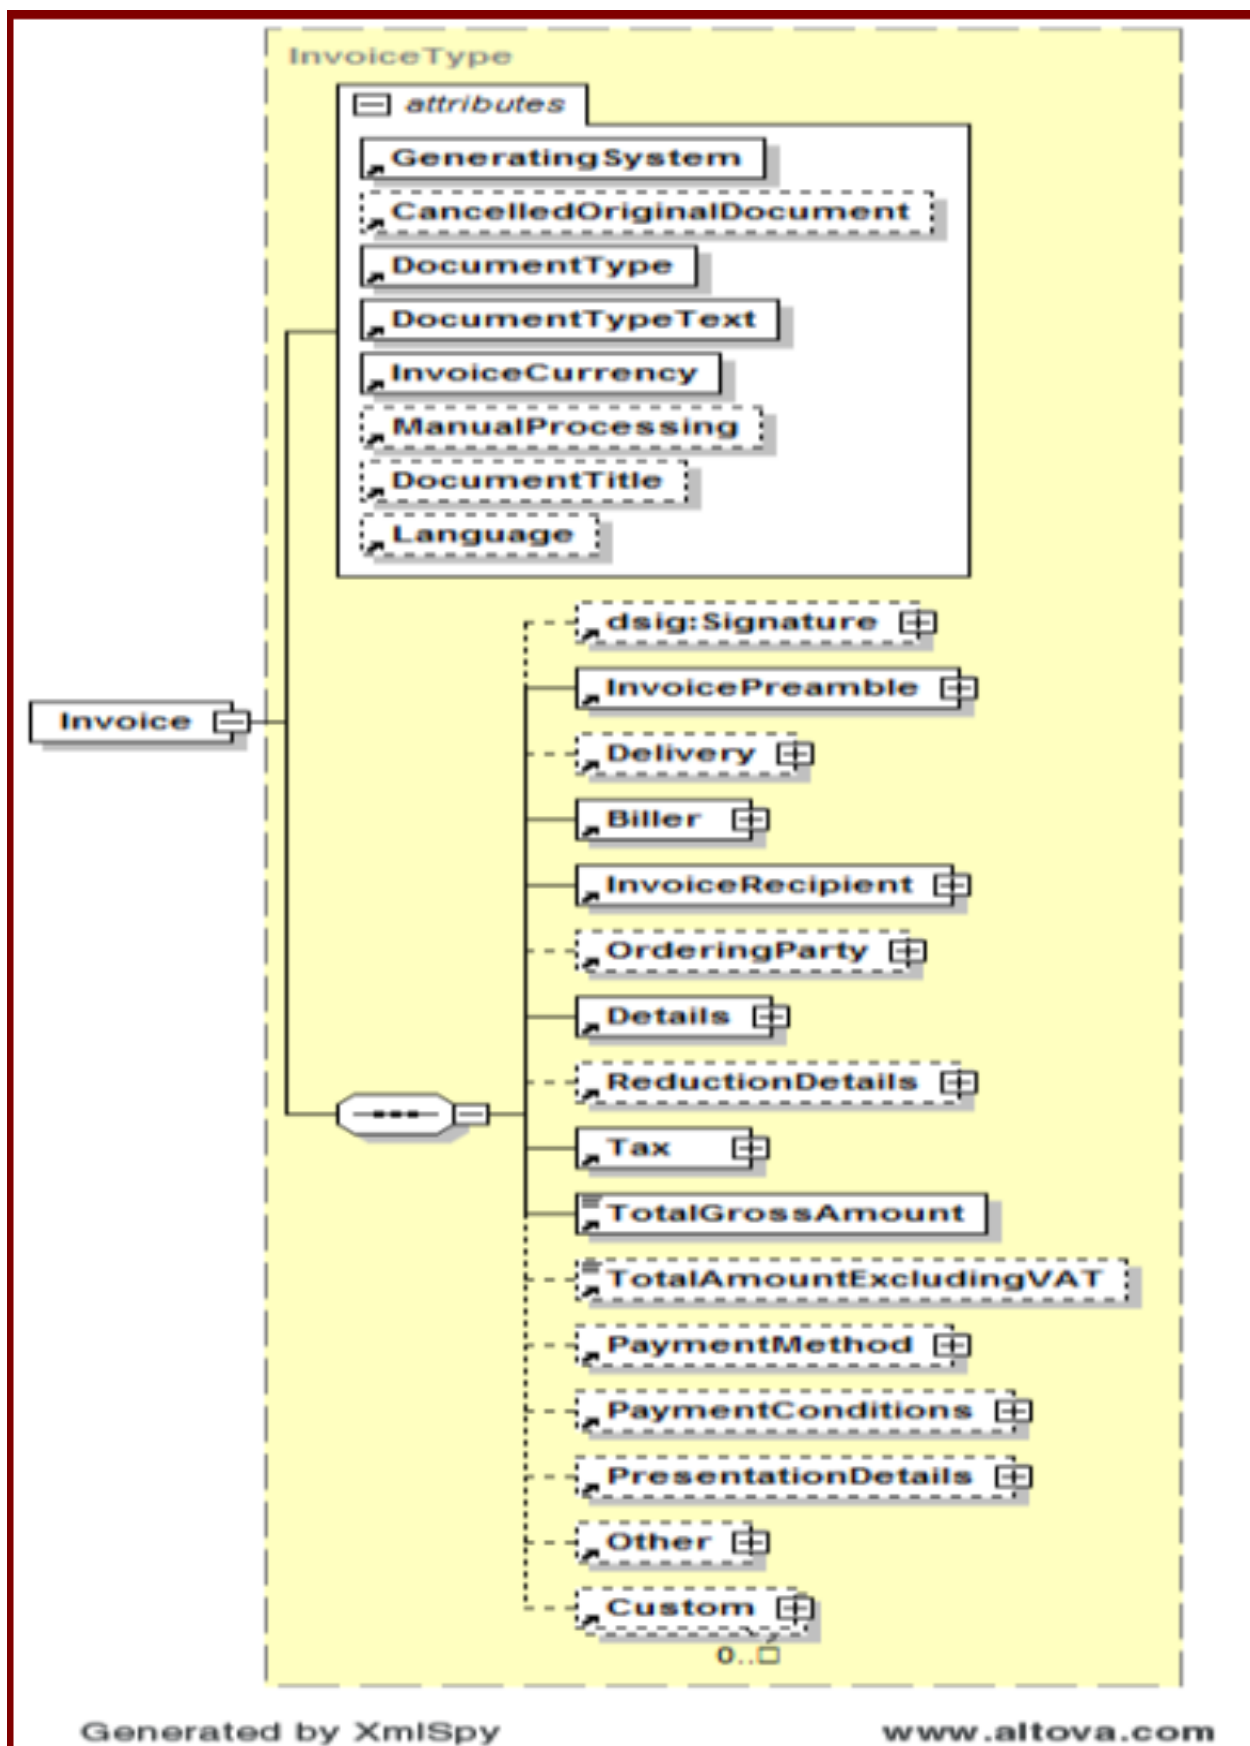 InvoiceType
attributes
GeneratingSystem
CancelledOriginalDocument
DocumentType
DocumentTypeText
InvoiceCurrency
ManualProcessing
DocumentTitle
Language
dsig:Signature
InvoicePreamble
Invoice
Delivery
Biller
InvoiceRecipient
OrderingParty
Details
ReductionDetails
Tax
TotalGrossAmount
TotalAmountExcludingVAT
PaymentMethod
PaymentConditions
PresentationDetails
Other
Custom
0..□
Generated by XmlSpy www.altova.com